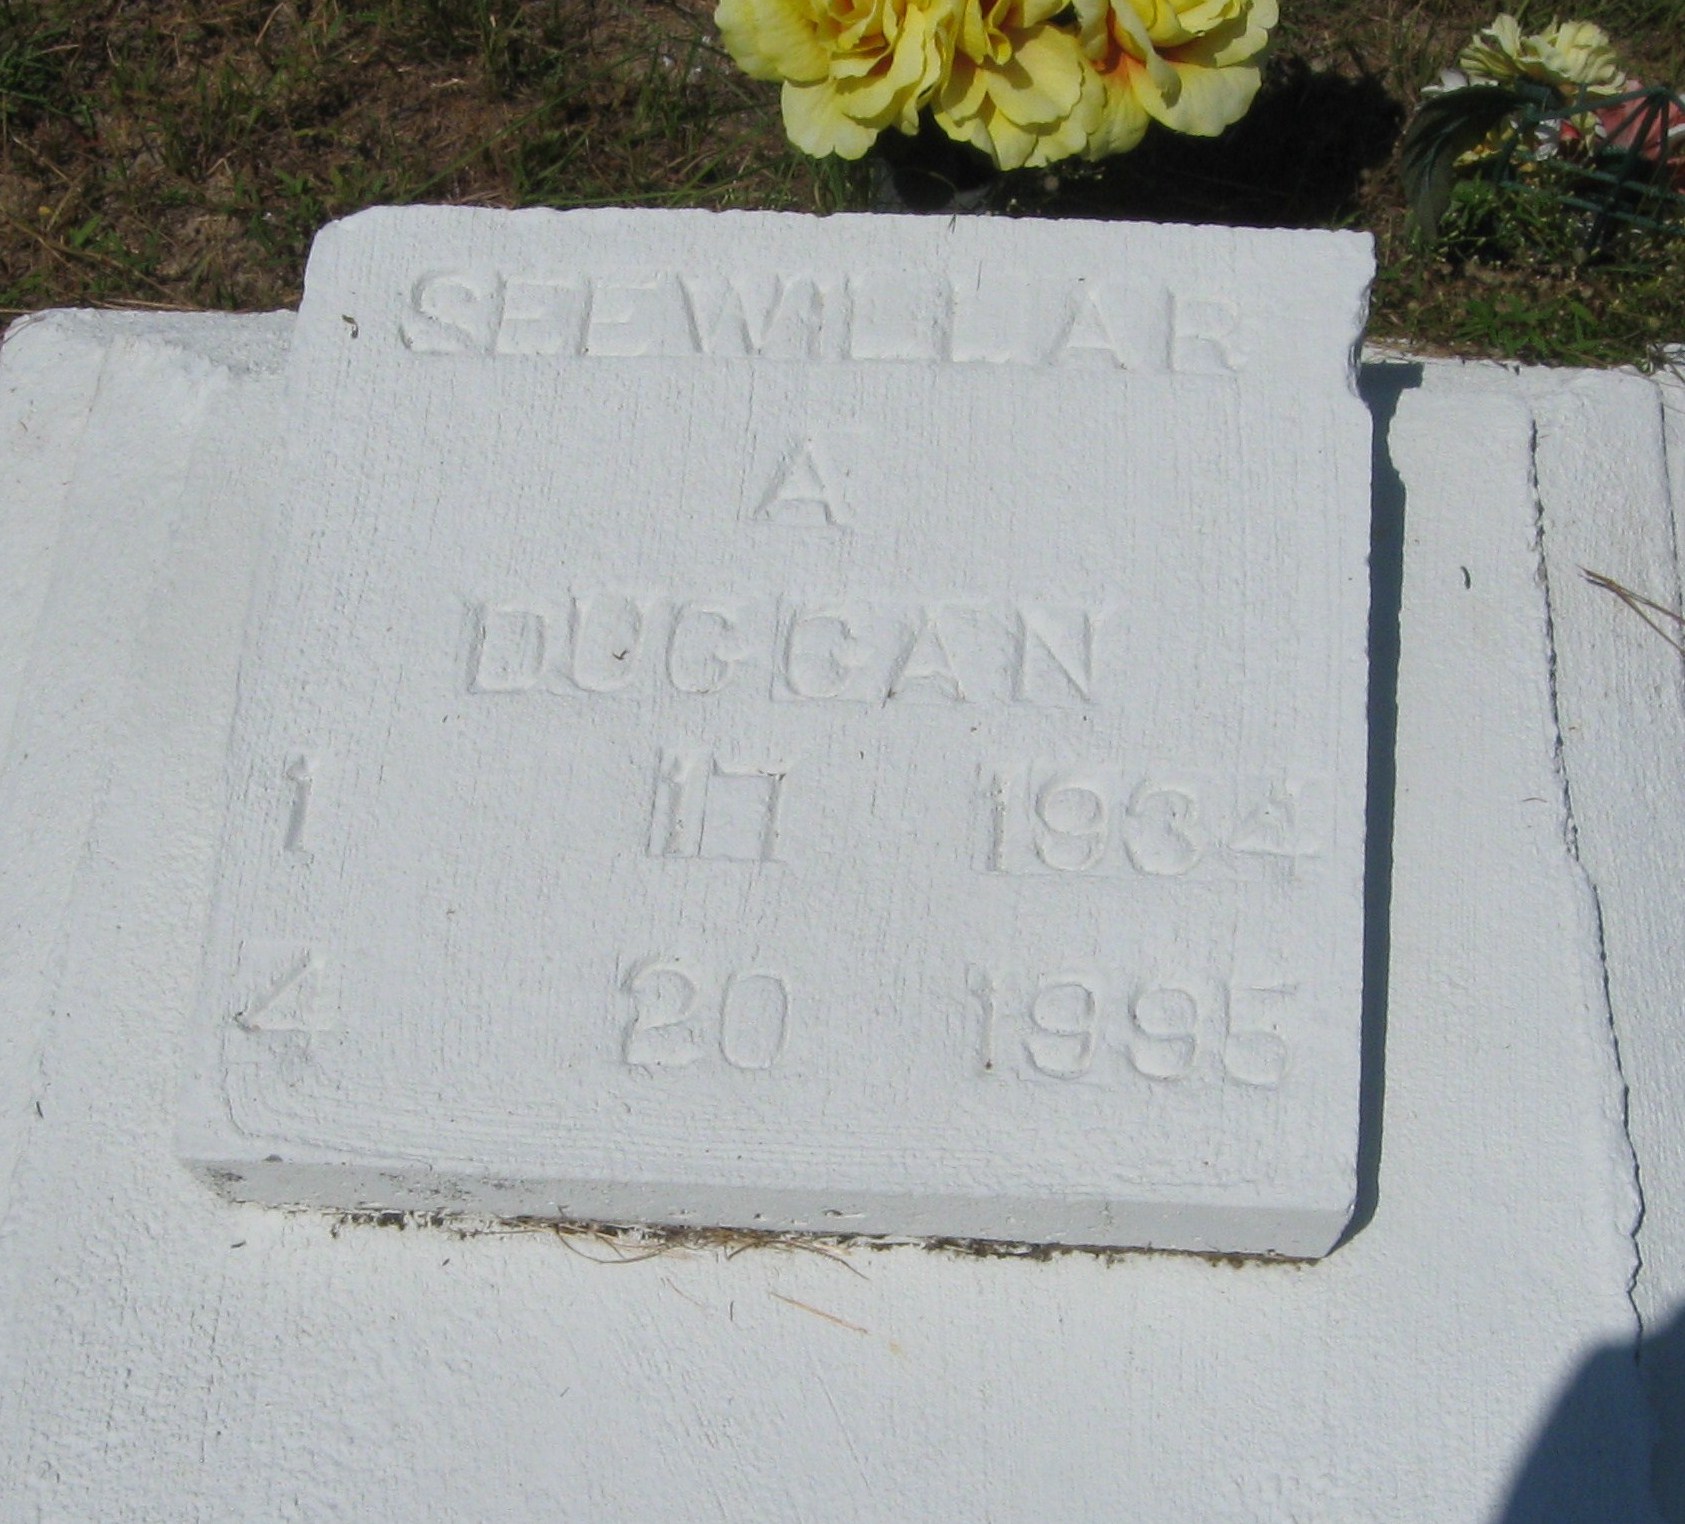 SEEWILLAR
A
DUGGAN
1 17 1934
4 20 1995